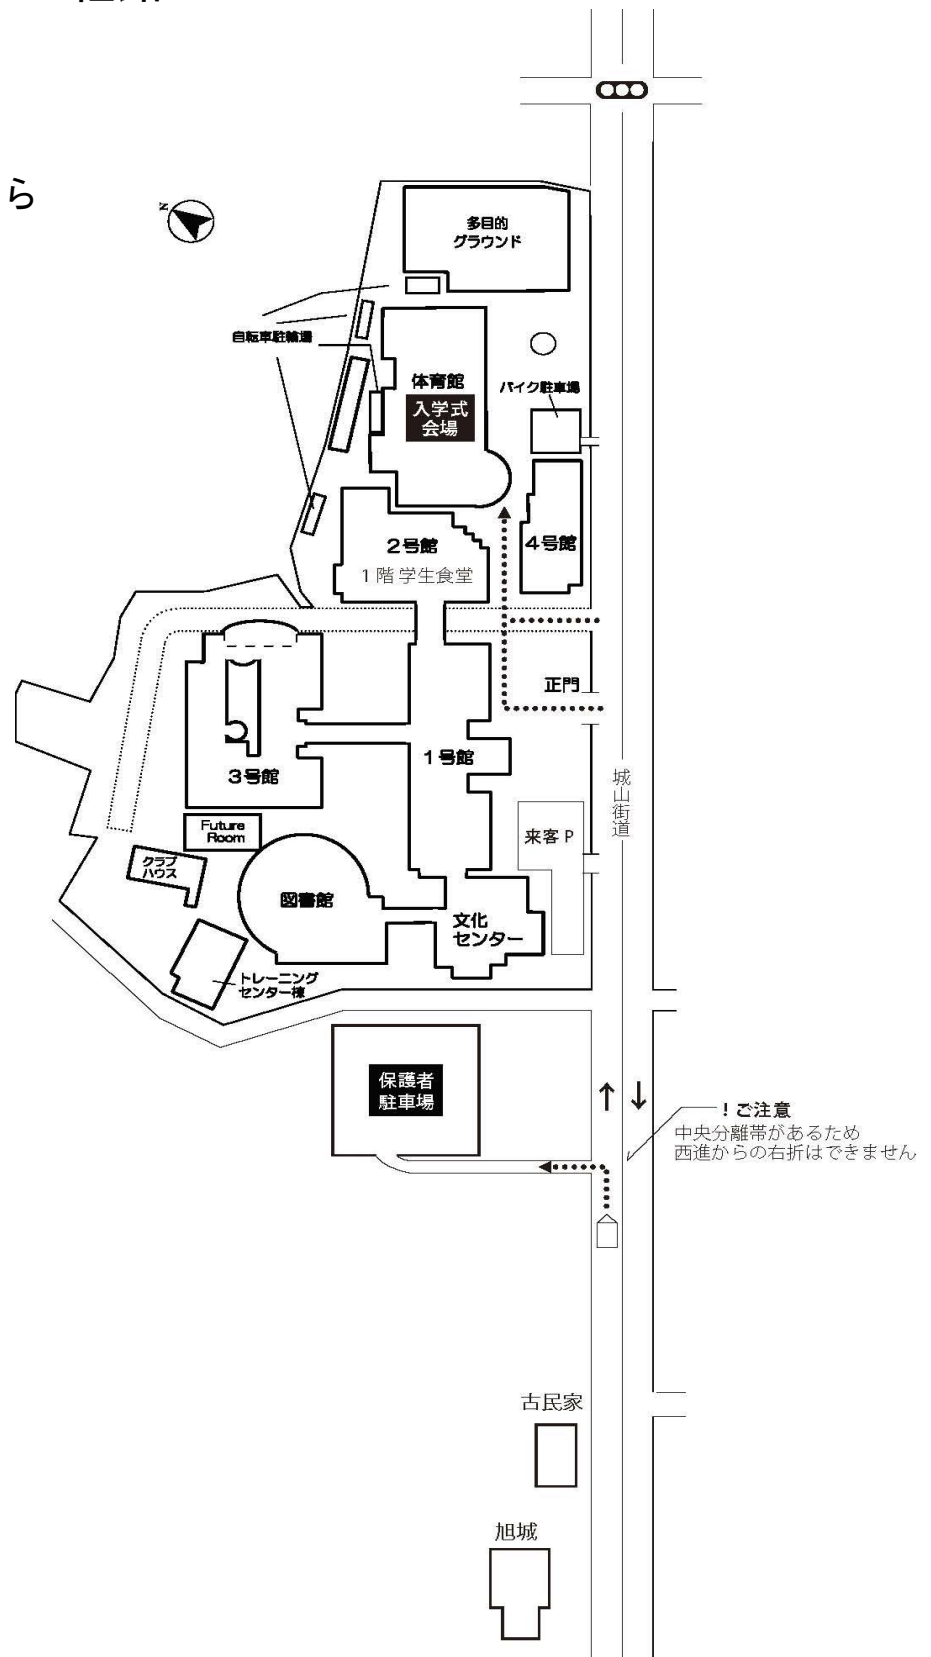 ら
N
多目的
グラウンド
自転車駐輪場
体育館
入学式
会場
バイク駐車場
2号館
1階 学生食堂
4号館
正門
1号館
3号館
城山街道
Future
Room
来客 P
クラブ
ハウス
図書館
文化
センター
トレーニング
センター棟
保護者
駐車場
！ご注意
中央分離帯があるため
西進からの右折はできません
古民家
旭城